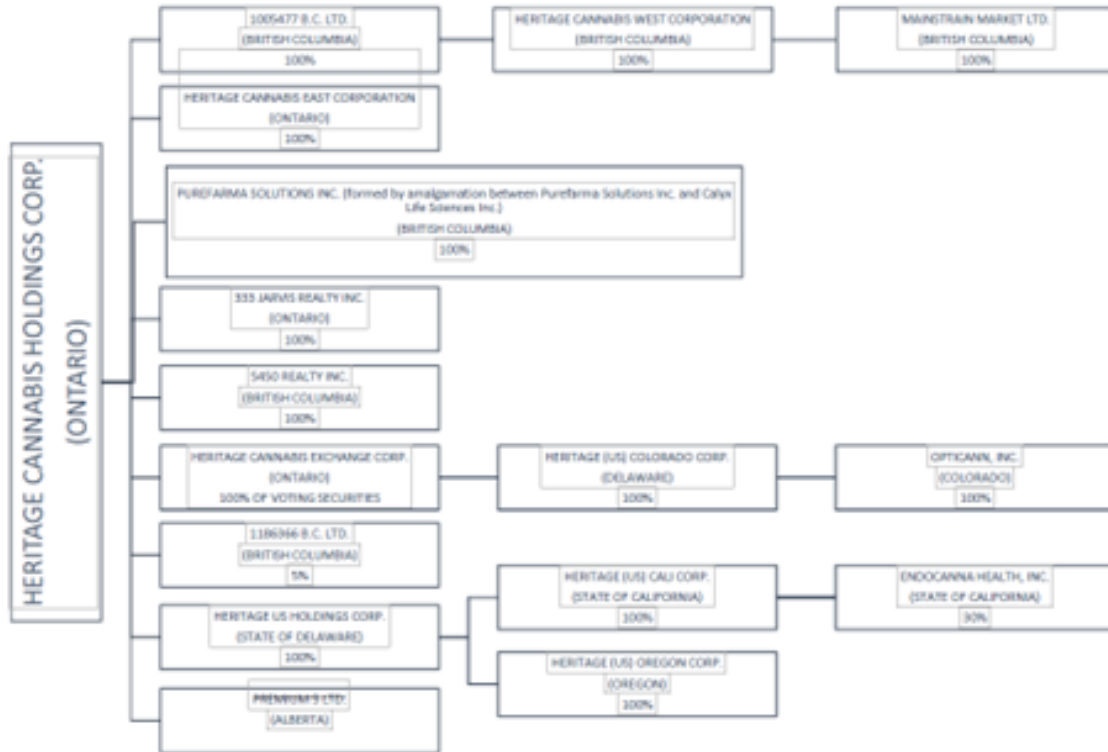 HERITAGE CANNABIS HOLDINGS CORP.
(ONTARIO)
1005477 B.C. LTD.
(BRITISH COLUMBIA)
100%
HERITAGE CANNABIS WEST CORPORATION
(BRITISH COLUMBIA)
100%
MAINSTRAIN MARKET LTD.
(BRITISH COLUMBIA)
100%
HERITAGE CANNABIS EAST CORPORATION
(ONTARIO)
100%
PUREFARMA SOLUTIONS INC. (formed by amalgamation between Purefarma Solutions Inc. and Calyx
Life Sciences Inc.)
(BRITISH COLUMBIA)
100%
333 JARVIS REALTY INC.
(ONTARIO)
100%
5450 REALTY INC.
(BRITISH COLUMBIA)
100%
HERITAGE CANNABIS EXCHANGE CORP.
(ONTARIO)
100% OF VOTING SECURITIES
HERITAGE (US) COLORADO CORP.
(DELAWARE)
100%
OPTICANN, INC.
(COLORADO)
100%
1186366 B.C. LTD.
(BRITISH COLUMBIA)
5%
HERITAGE US HOLDINGS CORP.
(STATE OF DELAWARE)
100%
HERITAGE (US) CALI CORP.
(STATE OF CALIFORNIA)
100%
ENDOCANNA HEALTH, INC.
(STATE OF CALIFORNIA)
30%
HERITAGE (US) OREGON CORP.
(OREGON)
100%
PREMIUM 5 LTD.
(ALBERTA)